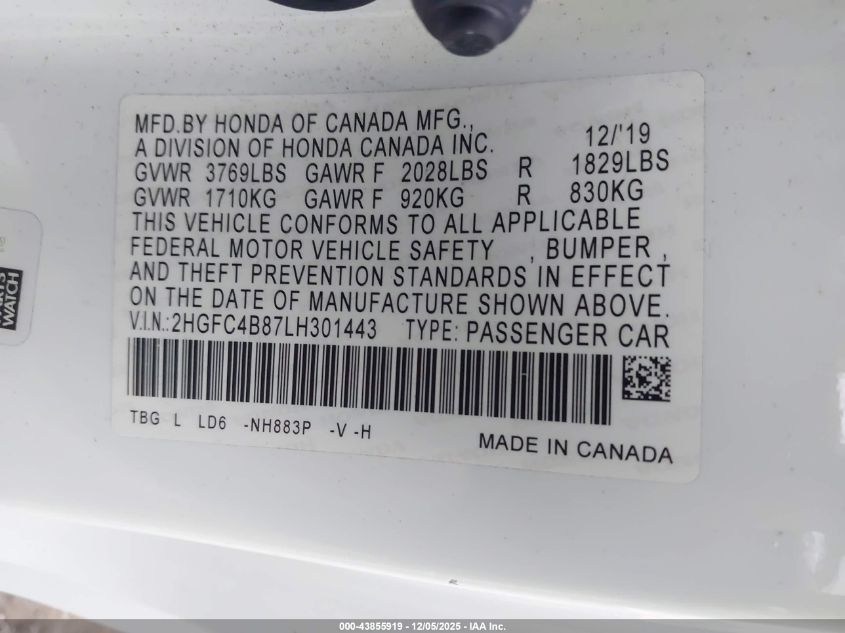 MFD.BY HONDA OF CANADA MFG.,
A DIVISION OF HONDA CANADA INC. 12/'19
GVWR 3769LBS GAWR F 2028LBS R 1829LBS
GVWR 1710KG GAWR F 920KG R 830KG
THIS VEHICLE CONFORMS TO ALL APPLICABLE
FEDERAL MOTOR VEHICLE SAFETY , BUMPER ,
AND THEFT PREVENTION STANDARDS IN EFFECT
ON THE DATE OF MANUFACTURE SHOWN ABOVE.
V.I.N.:2HGFC4B87LH301443 TYPE: PASSENGER CAR
TBG L LD6 -NH883P -V -H
MADE IN CANADA
WATCH
000-43855919 - 12/05/2025 - IAA Inc.